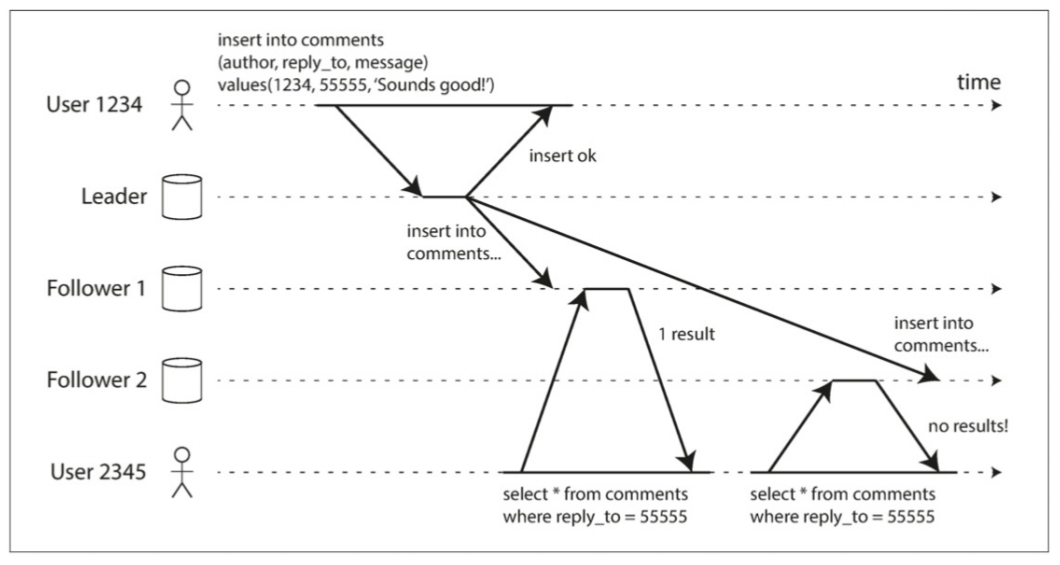 insert into comments
(author, reply_to, message)
values(1234, 55555, ‘Sounds good!’)
time
User 1234
insert ok
Leader
insert into
comments...
Follower 1
1 result
insert into
comments...
Follower 2
no results!
User 2345
select * from comments
where reply_to = 55555
select * from comments
where reply_to = 55555